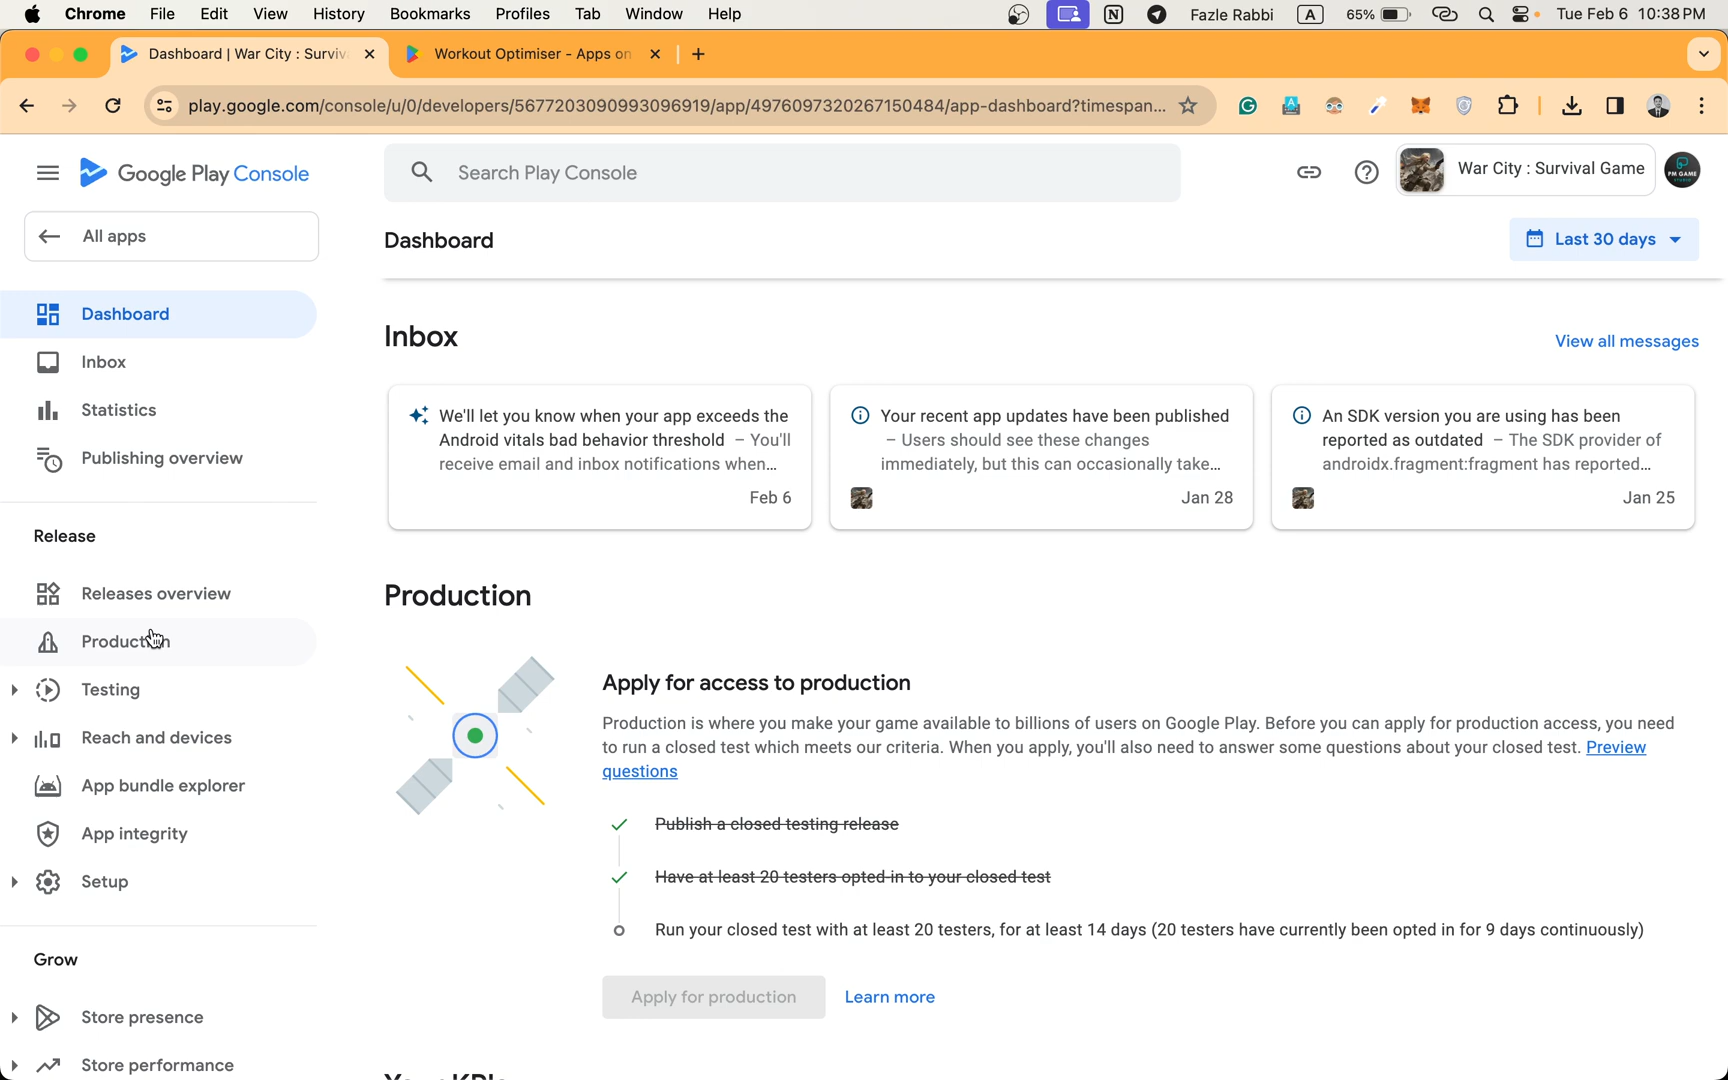 Chrome File Edit View History Bookmarks Profiles Tab Window Help Fazle Rabbi A 65% Tue Feb 6 10:38 PM
Dashboard | War City : Surviv
Workout Optimiser - Apps on
play.google.com/console/u/0/developers/5677203090993096919/app/4976097320267150484/app-dashboard?timespan...
Google Play Console
Search Play Console
War City : Survival Game
PM GAME
All apps
Dashboard
Last 30 days
Dashboard
Inbox
Statistics
Publishing overview
Release
Releases overview
Production
Testing
Reach and devices
App bundle explorer
App integrity
Setup
Grow
Store presence
Store performance
Inbox
View all messages
We'll let you know when your app exceeds the
Android vitals bad behavior threshold – You'll
receive email and inbox notifications when...
Feb 6
Your recent app updates have been published
– Users should see these changes
immediately, but this can occasionally take...
Jan 28
An SDK version you are using has been
reported as outdated – The SDK provider of
androidx.fragment:fragment has reported...
Jan 25
Production
Apply for access to production
Production is where you make your game available to billions of users on Google Play. Before you can apply for production access, you need
to run a closed test which meets our criteria. When you apply, you'll also need to answer some questions about your closed test. Preview
questions
Publish a closed testing release
Have at least 20 testers opted in to your closed test
Run your closed test with at least 20 testers, for at least 14 days (20 testers have currently been opted in for 9 days continuously)
Apply for production
Learn more